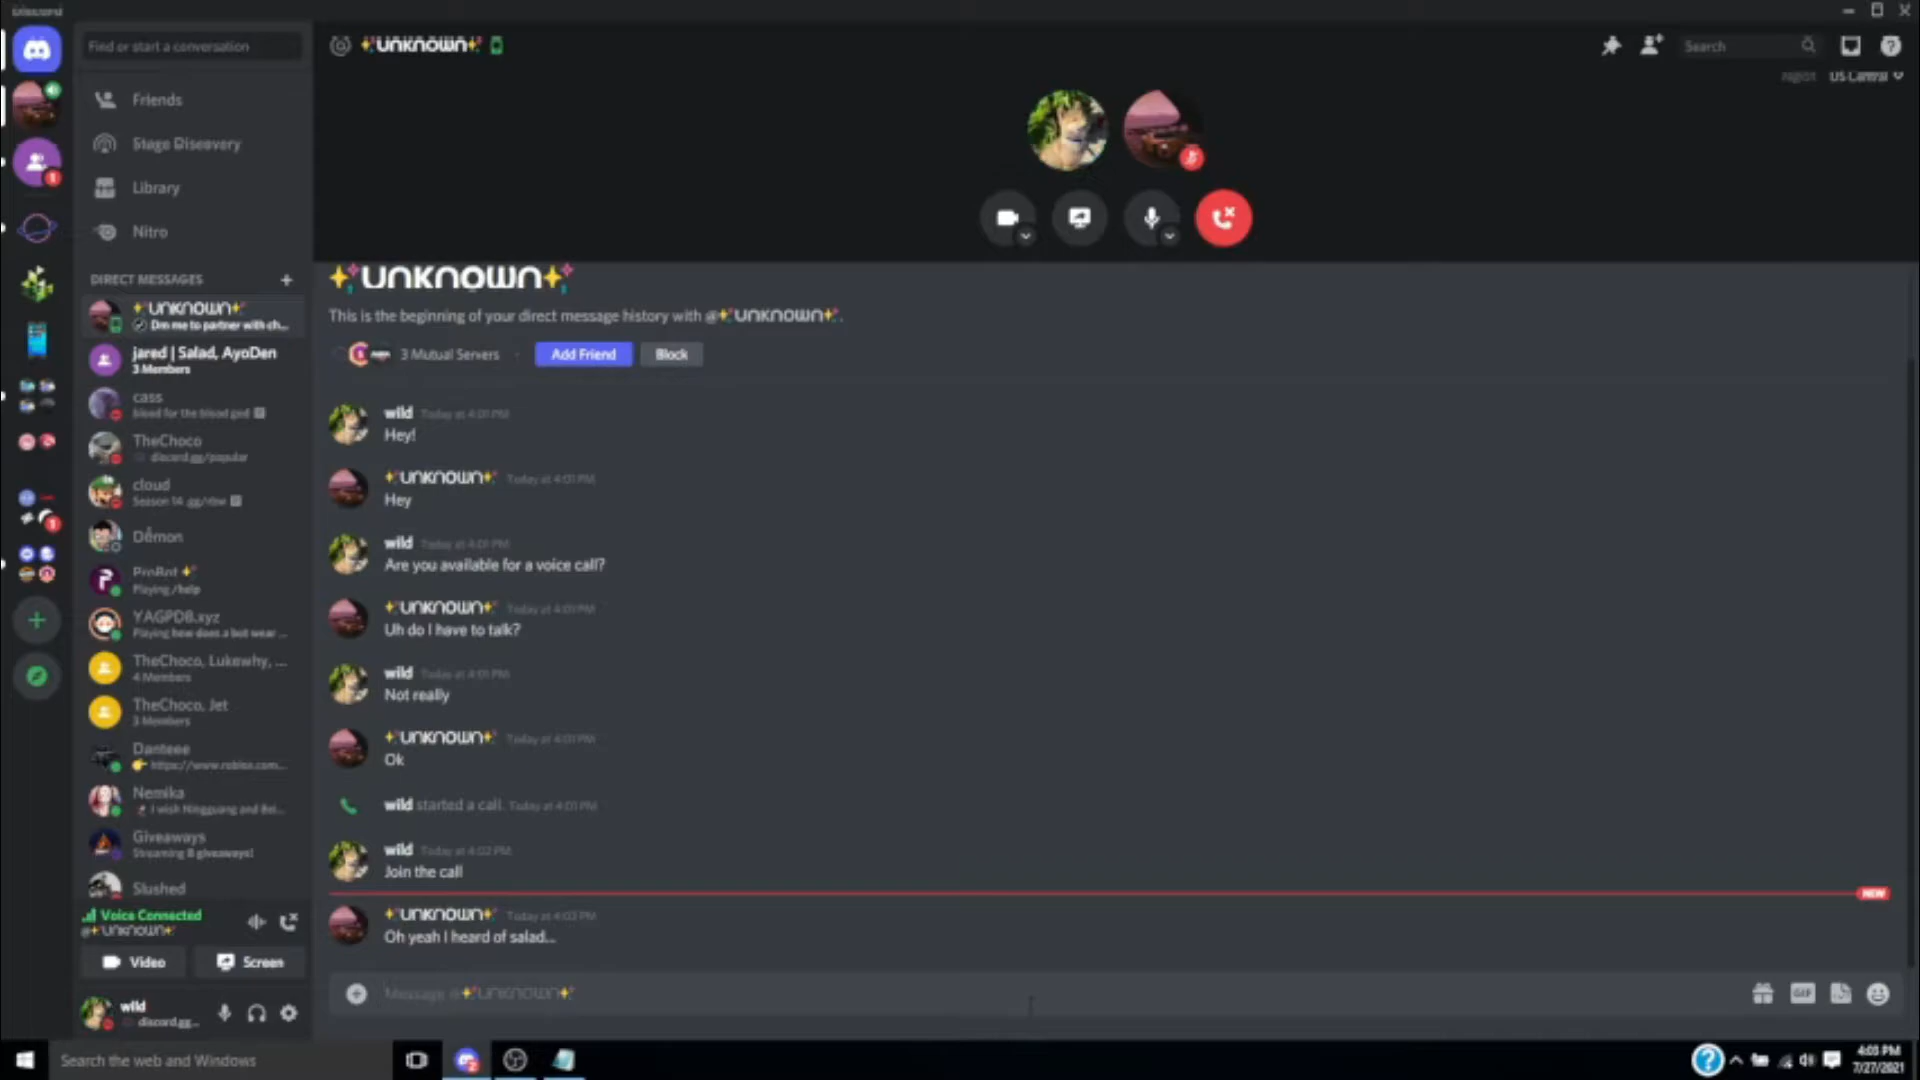 Discord
Find or start a conversation
UNKNOWN
Search
region US Central
Friends
Stage Discovery
Library
Nitro
DIRECT MESSAGES
UNKNOWN
Dm me to partner with ch...
jared | Salad, AyoDen
3 Members
cass
blood for the blood god
TheChoco
discord.gg/popular
cloud
Season 14 .gg/rbw
Dêmon
ProBot
Playing /help
YAGPDB.xyz
Playing how does a bot wear ...
TheChoco, Lukewhy, ...
4 Members
TheChoco, Jet
3 Members
Danteee
https://www.roblox.com...
Nemika
I wish Ningguang and Bei...
Giveaways
Streaming 8 giveaways!
Slushed
Voice Connected
@UNKNOWN
Video
Screen
wild
discord.gg...
UNKNOWN
This is the beginning of your direct message history with @UNKNOWN.
3 Mutual Servers
Add Friend
Block
wild Today at 4:01 PM
Hey!
UNKNOWN Today at 4:01 PM
Hey
wild Today at 4:01 PM
Are you available for a voice call?
UNKNOWN Today at 4:01 PM
Uh do I have to talk?
wild Today at 4:01 PM
Not really
UNKNOWN Today at 4:01 PM
Ok
wild started a call. Today at 4:01 PM
wild Today at 4:02 PM
Join the call
NEW
UNKNOWN Today at 4:03 PM
Oh yeah I heard of salad...
Message @UNKNOWN
GIF
Search the web and Windows
4:03 PM
7/27/2021